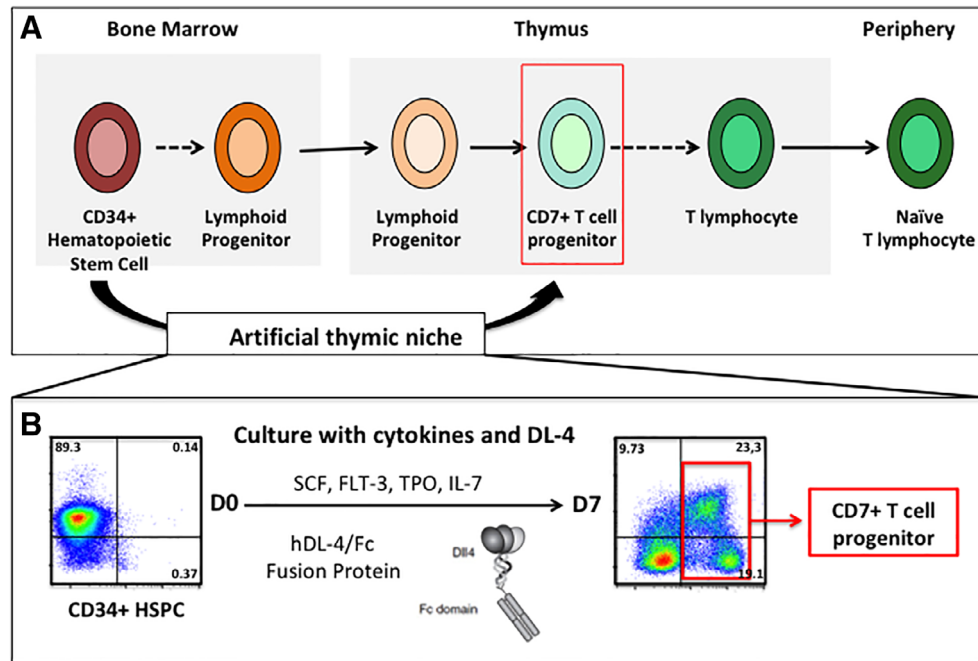 A
Bone Marrow
Thymus
Periphery
CD34+
Hematopoietic
Stem Cell
Lymphoid
Progenitor
Lymphoid
Progenitor
CD7+ T cell
progenitor
T lymphocyte
Naïve
T lymphocyte
Artificial thymic niche
B
Culture with cytokines and DL-4
89.3
0.14
0.37
CD34+ HSPC
D0
SCF, FLT-3, TPO, IL-7
D7
hDL-4/Fc
Fusion Protein
Dll4
Fc domain
9.73
23,3
19.1
CD7+ T cell
progenitor